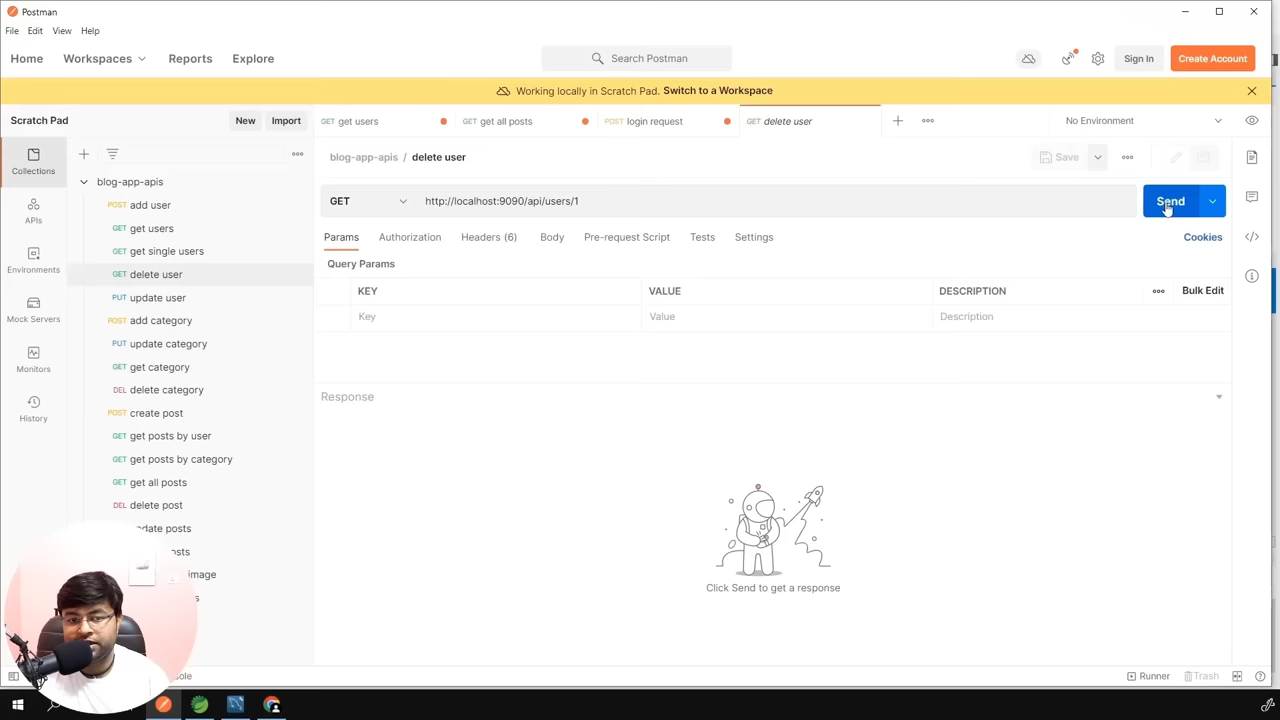 Postman
File Edit View Help
Home Workspaces Reports Explore Search Postman Sign In Create Account
Working locally in Scratch Pad. Switch to a Workspace
Scratch Pad New Import
get users get all posts POST login request GET delete user No Environment
GET GET
blog-app-apis / delete user Save
Collections
APIs
Environments
Mock Servers
Monitors
History
blog-app-apis
POST add user
GET get users
GET get single users
GET delete user
PUT update user
POST add category
PUT update category
GET get category
DEL delete category
POST create post
GET get posts by user
GET get posts by category
GET get all posts
DEL delete post
posts
image
GET http://localhost:9090/api/users/1 Send
Params Authorization Headers (6) Body Pre-request Script Tests Settings Cookies
Query Params
KEY VALUE DESCRIPTION Bulk Edit
Key Value Description
Response
Click Send to get a response
Runner Trash